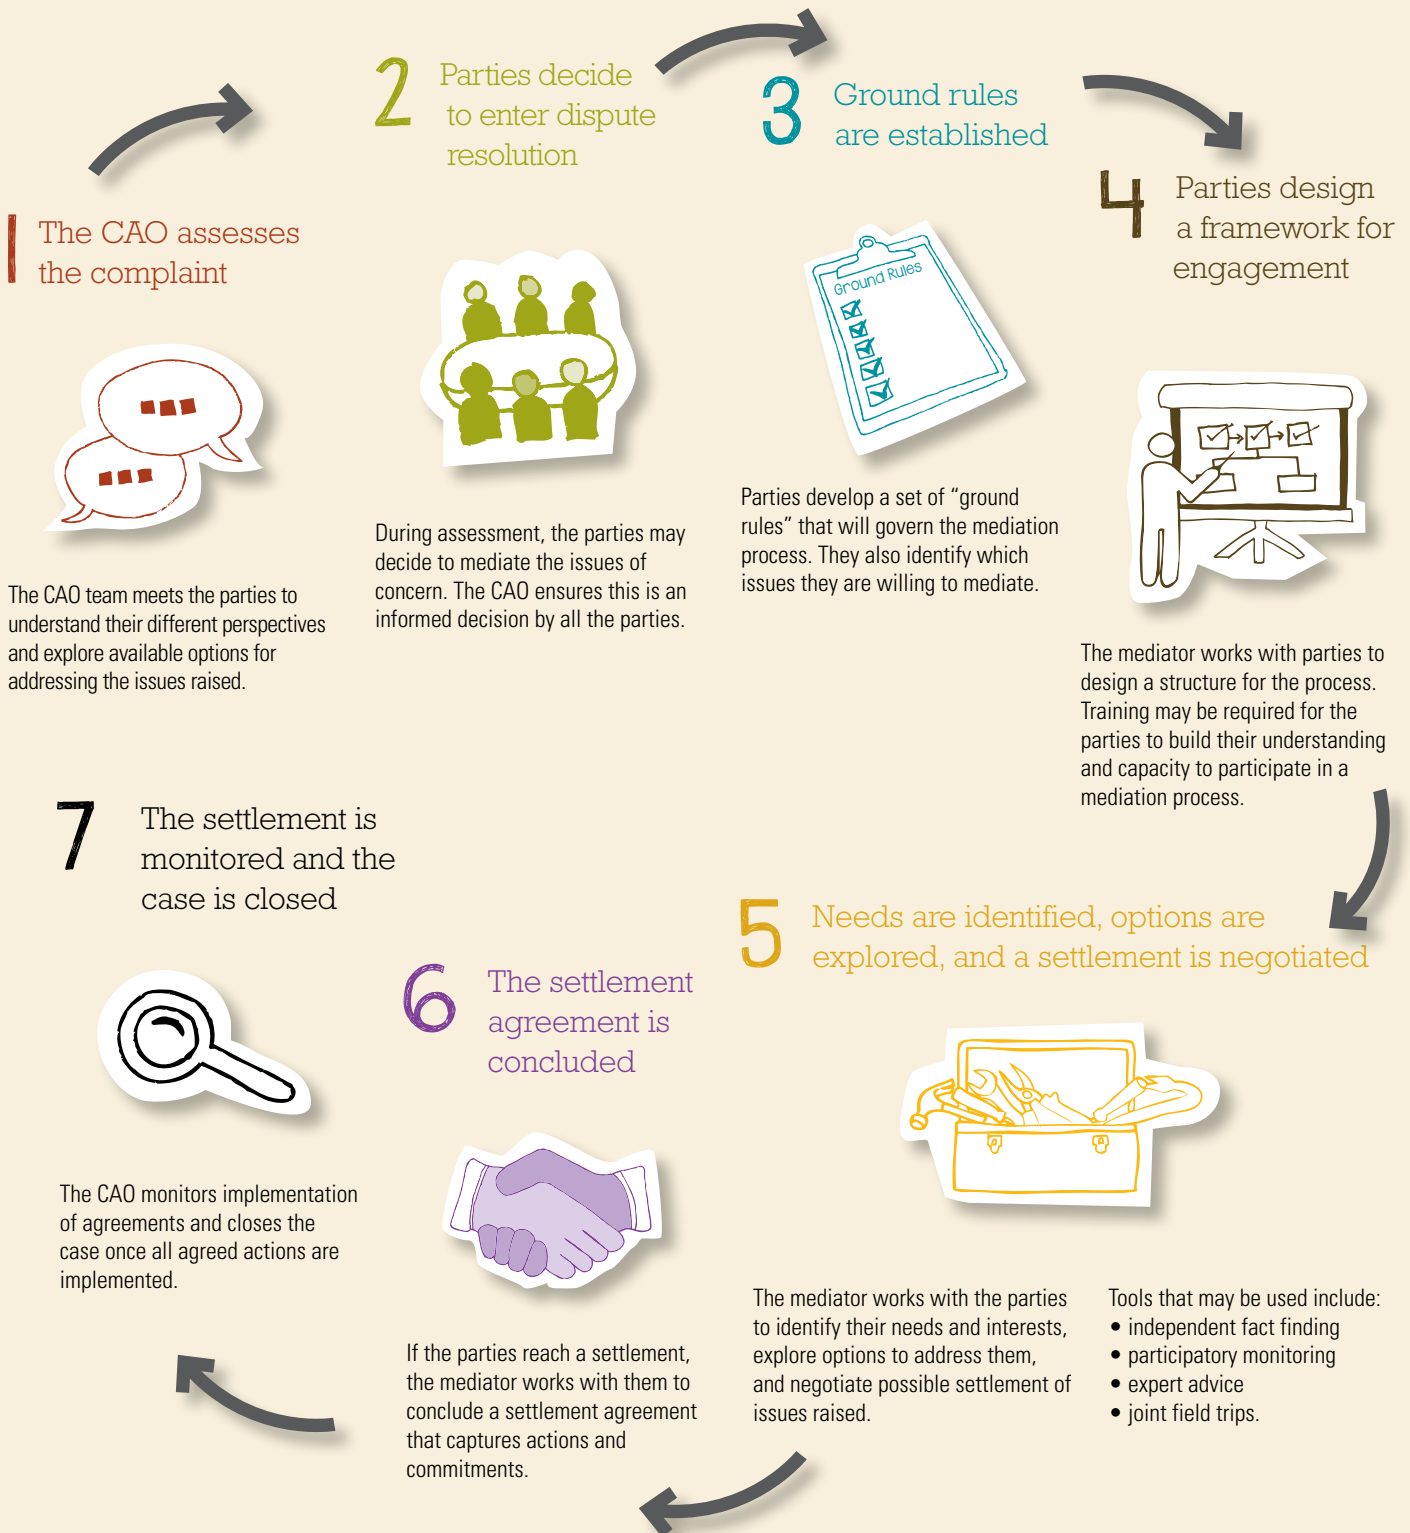 1 The CAO assesses
the complaint
The CAO team meets the parties to
understand their different perspectives
and explore available options for
addressing the issues raised.
2 Parties decide
to enter dispute
resolution
During assessment, the parties may
decide to mediate the issues of
concern. The CAO ensures this is an
informed decision by all the parties.
3 Ground rules
are established
Ground Rules
Parties develop a set of “ground
rules” that will govern the mediation
process. They also identify which
issues they are willing to mediate.
4 Parties design
a framework for
engagement
The mediator works with parties to
design a structure for the process.
Training may be required for the
parties to build their understanding
and capacity to participate in a
mediation process.
5 Needs are identified, options are
explored, and a settlement is negotiated
The mediator works with the parties
to identify their needs and interests,
explore options to address them,
and negotiate possible settlement of
issues raised.
Tools that may be used include:
• independent fact finding
• participatory monitoring
• expert advice
• joint field trips.
6 The settlement
agreement is
concluded
If the parties reach a settlement,
the mediator works with them to
conclude a settlement agreement
that captures actions and
commitments.
7 The settlement is
monitored and the
case is closed
The CAO monitors implementation
of agreements and closes the
case once all agreed actions are
implemented.